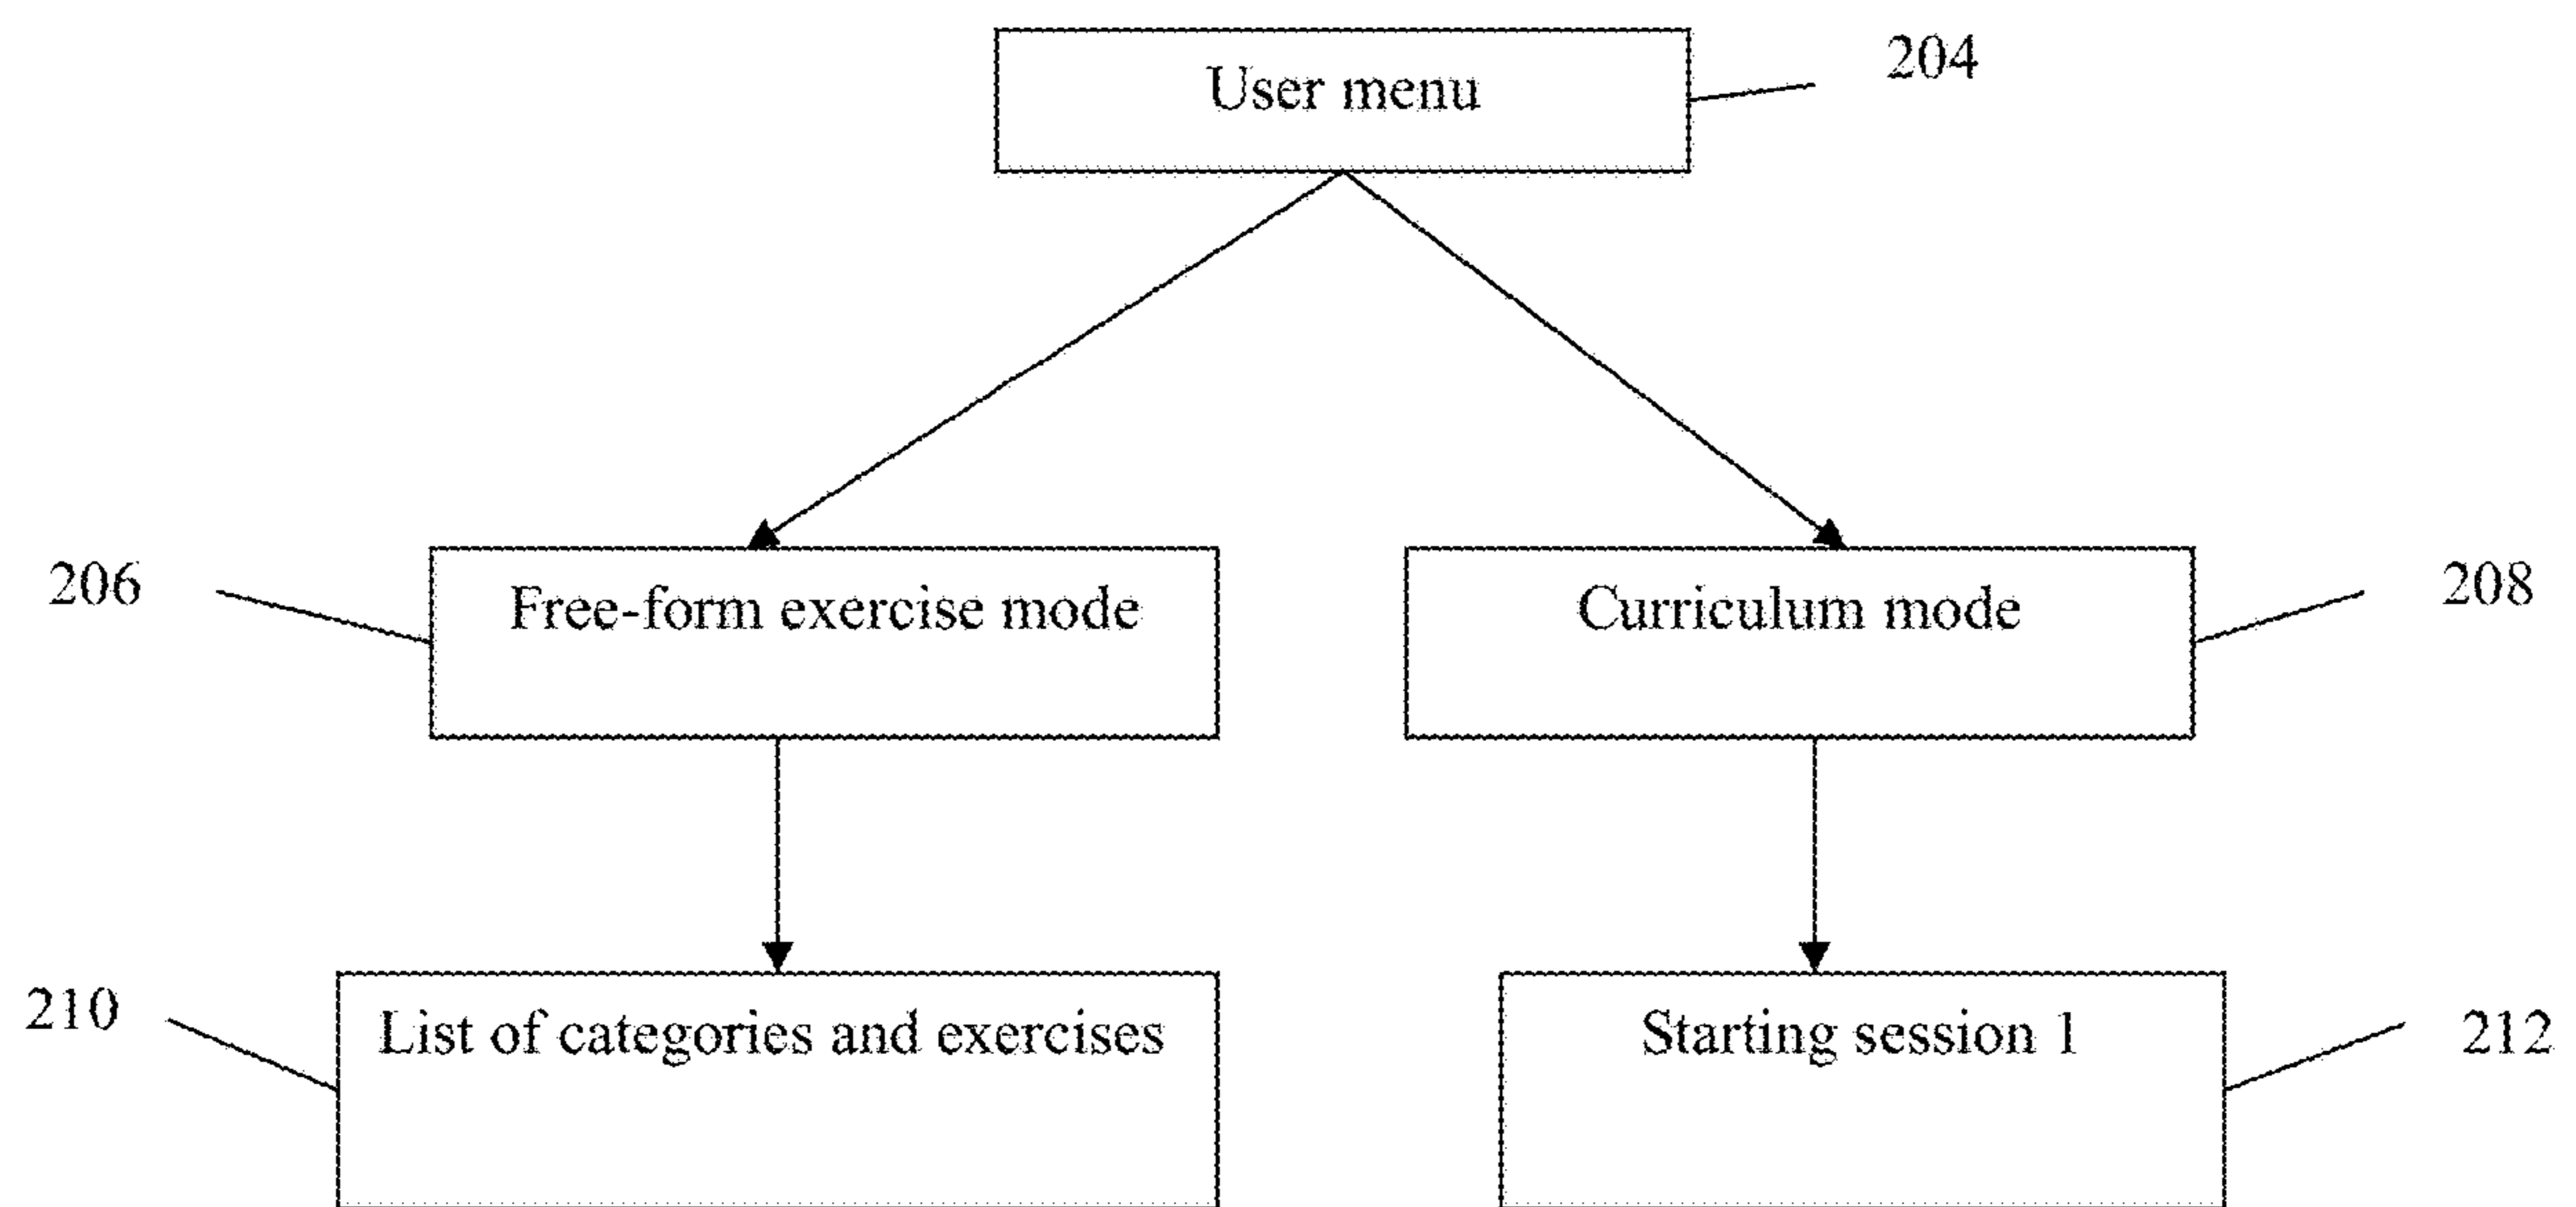 User menu
204
206
Free-form exercise mode
Curriculum mode
208
210
List of categories and exercises
Starting session 1
212